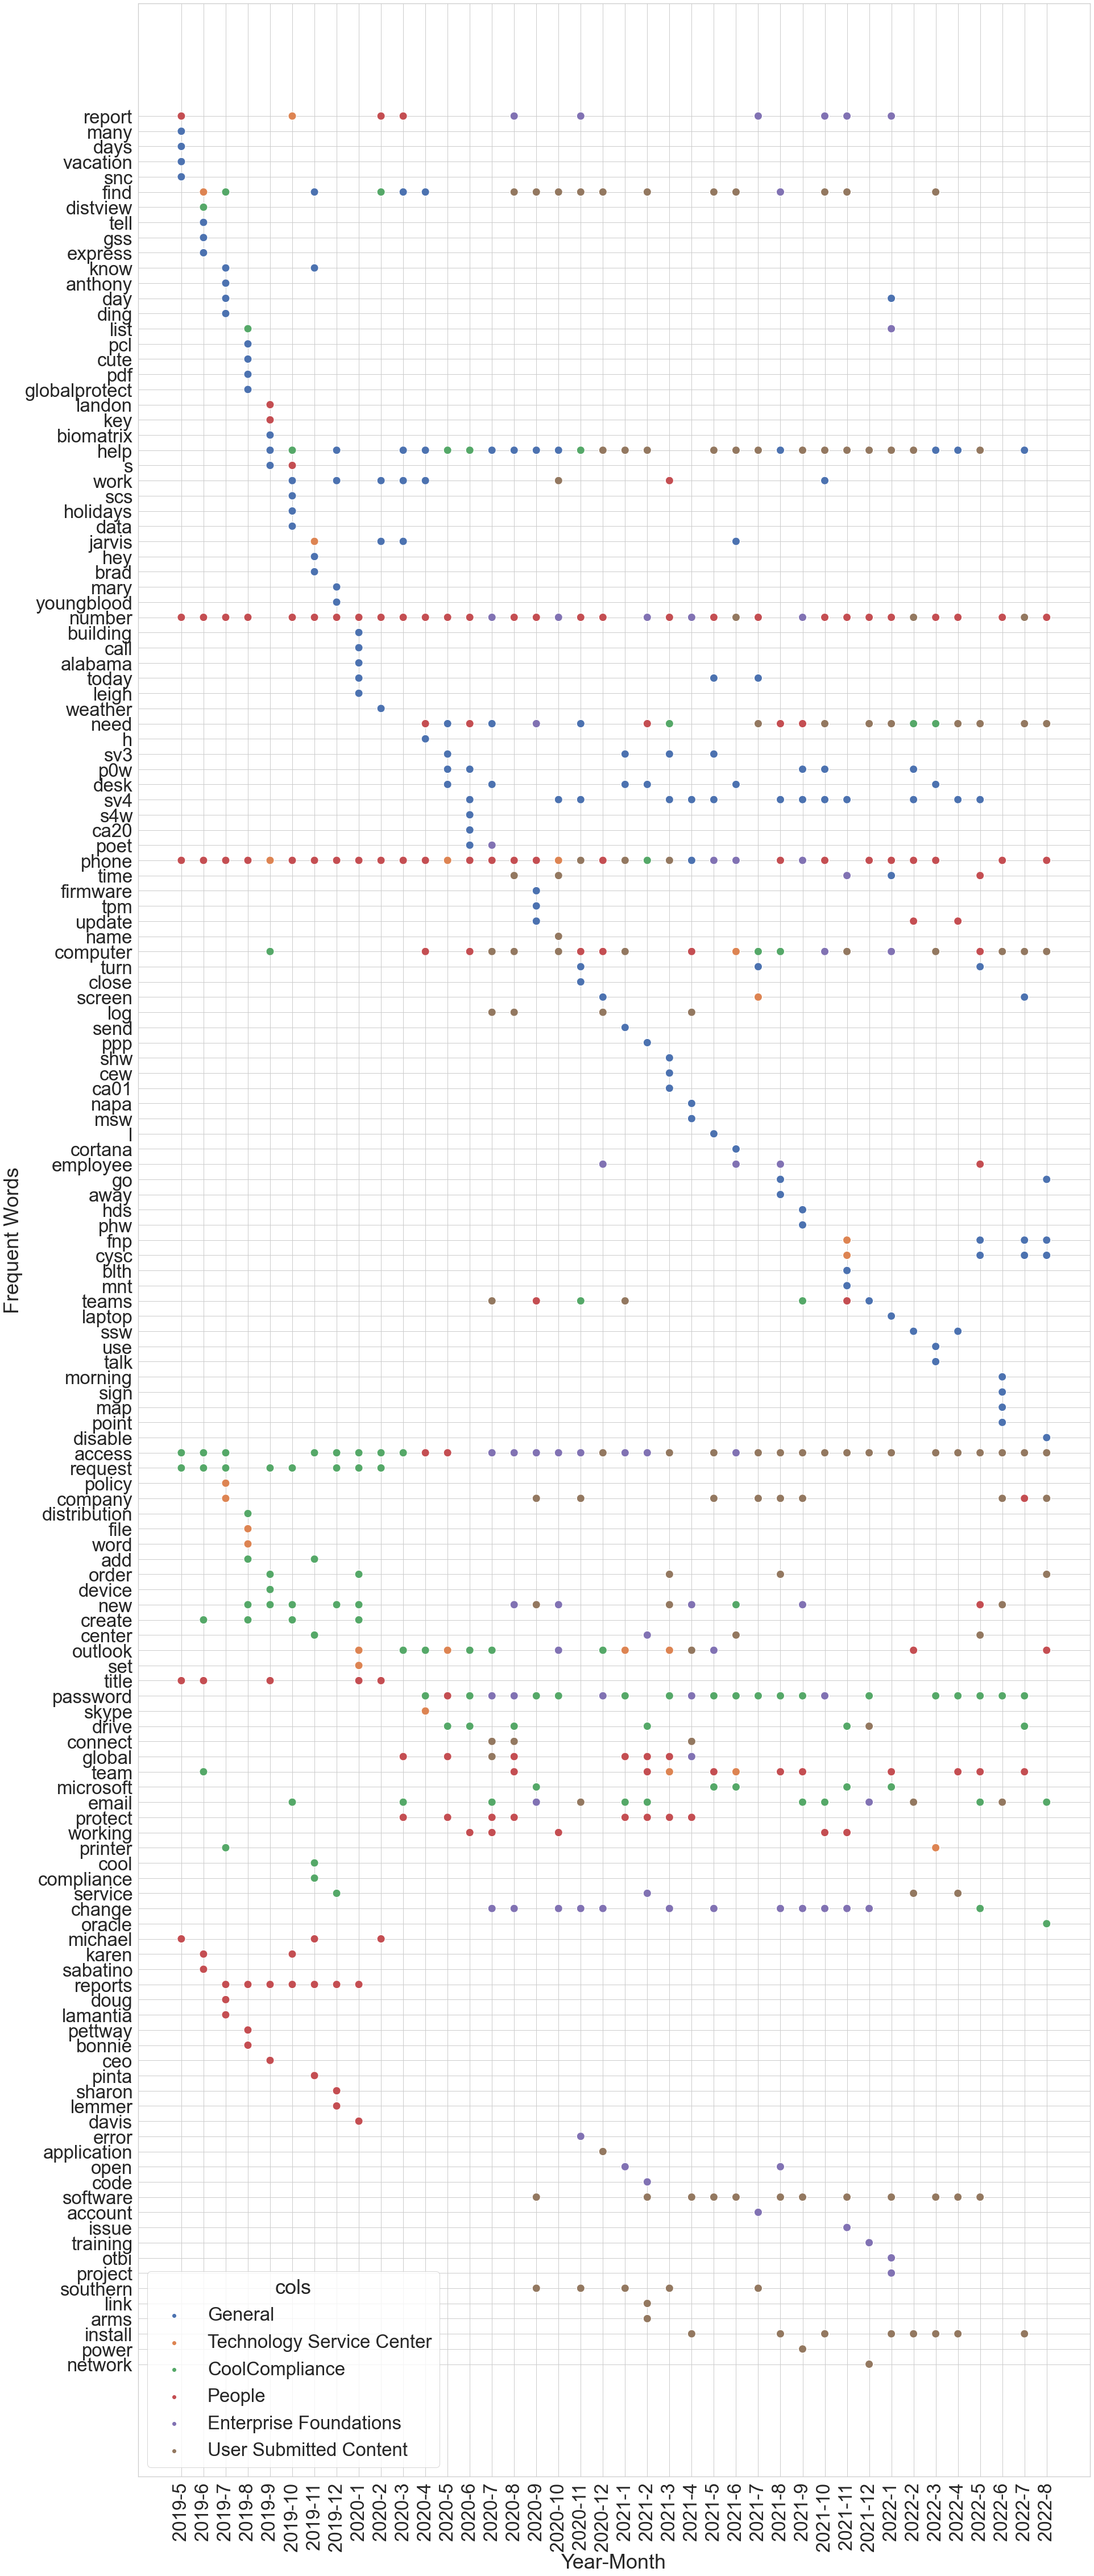 report
many
days
vacation
snc
find
distview
tell
gss
express
know
anthony
day
ding
list
pcl
cute
pdf
globalprotect
landon
key
biomatrix
help
s
work
scs
holidays
data
jarvis
hey
brad
mary
youngblood
number
building
call
alabama
today
leigh
weather
need
h
sv3
p0w
desk
sv4
s4w
ca20
poet
phone
time
firmware
tpm
update
name
computer
turn
close
screen
log
send
ppp
shw
cew
ca01
napa
msw
l
cortana
employee
go
away
hds
phw
fnp
cysc
blth
mnt
teams
laptop
ssw
use
talk
morning
sign
map
point
disable
access
request
policy
company
distribution
file
word
add
order
device
new
create
center
outlook
set
title
password
skype
drive
connect
global
team
microsoft
email
protect
working
printer
cool
compliance
service
change
oracle
michael
karen
sabatino
reports
doug
lamantia
pettway
bonnie
ceo
pinta
sharon
lemmer
davis
error
application
open
code
software
account
issue
training
otbi
project
southern
link
arms
install
power
network
Frequent Words
cols
General
Technology Service Center
CoolCompliance
People
Enterprise Foundations
User Submitted Content
2019-5
2019-6
2019-7
2019-8
2019-9
2019-10
2019-11
2019-12
2020-1
2020-2
2020-3
2020-4
2020-5
2020-6
2020-7
2020-8
2020-9
2020-10
2020-11
2020-12
2021-1
2021-2
2021-3
2021-4
2021-5
2021-6
2021-7
2021-8
2021-9
2021-10
2021-11
2021-12
2022-1
2022-2
2022-3
2022-4
2022-5
2022-6
2022-7
2022-8
Year-Month